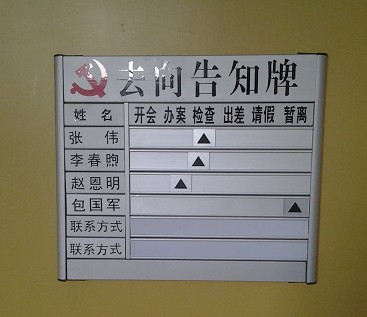 去向告知牌
姓名 开会 办案 检查 出差 请假 暂离
张伟
李春煦
赵恩明
包国军
联系方式
联系方式